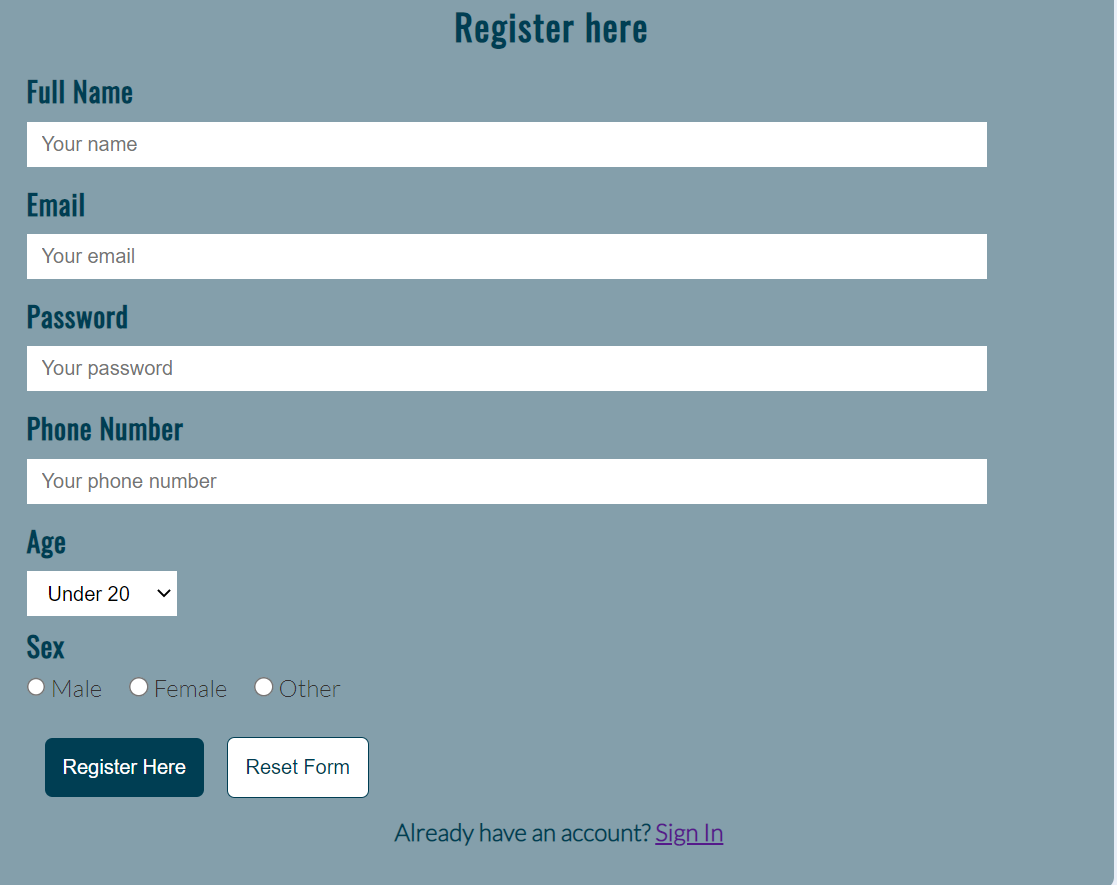 Register here
Full Name
Your name
Email
Your email
Password
Your password
Phone Number
Your phone number
Age
Under 20
Sex
Male Female Other
Register Here Reset Form
Already have an account? Sign In